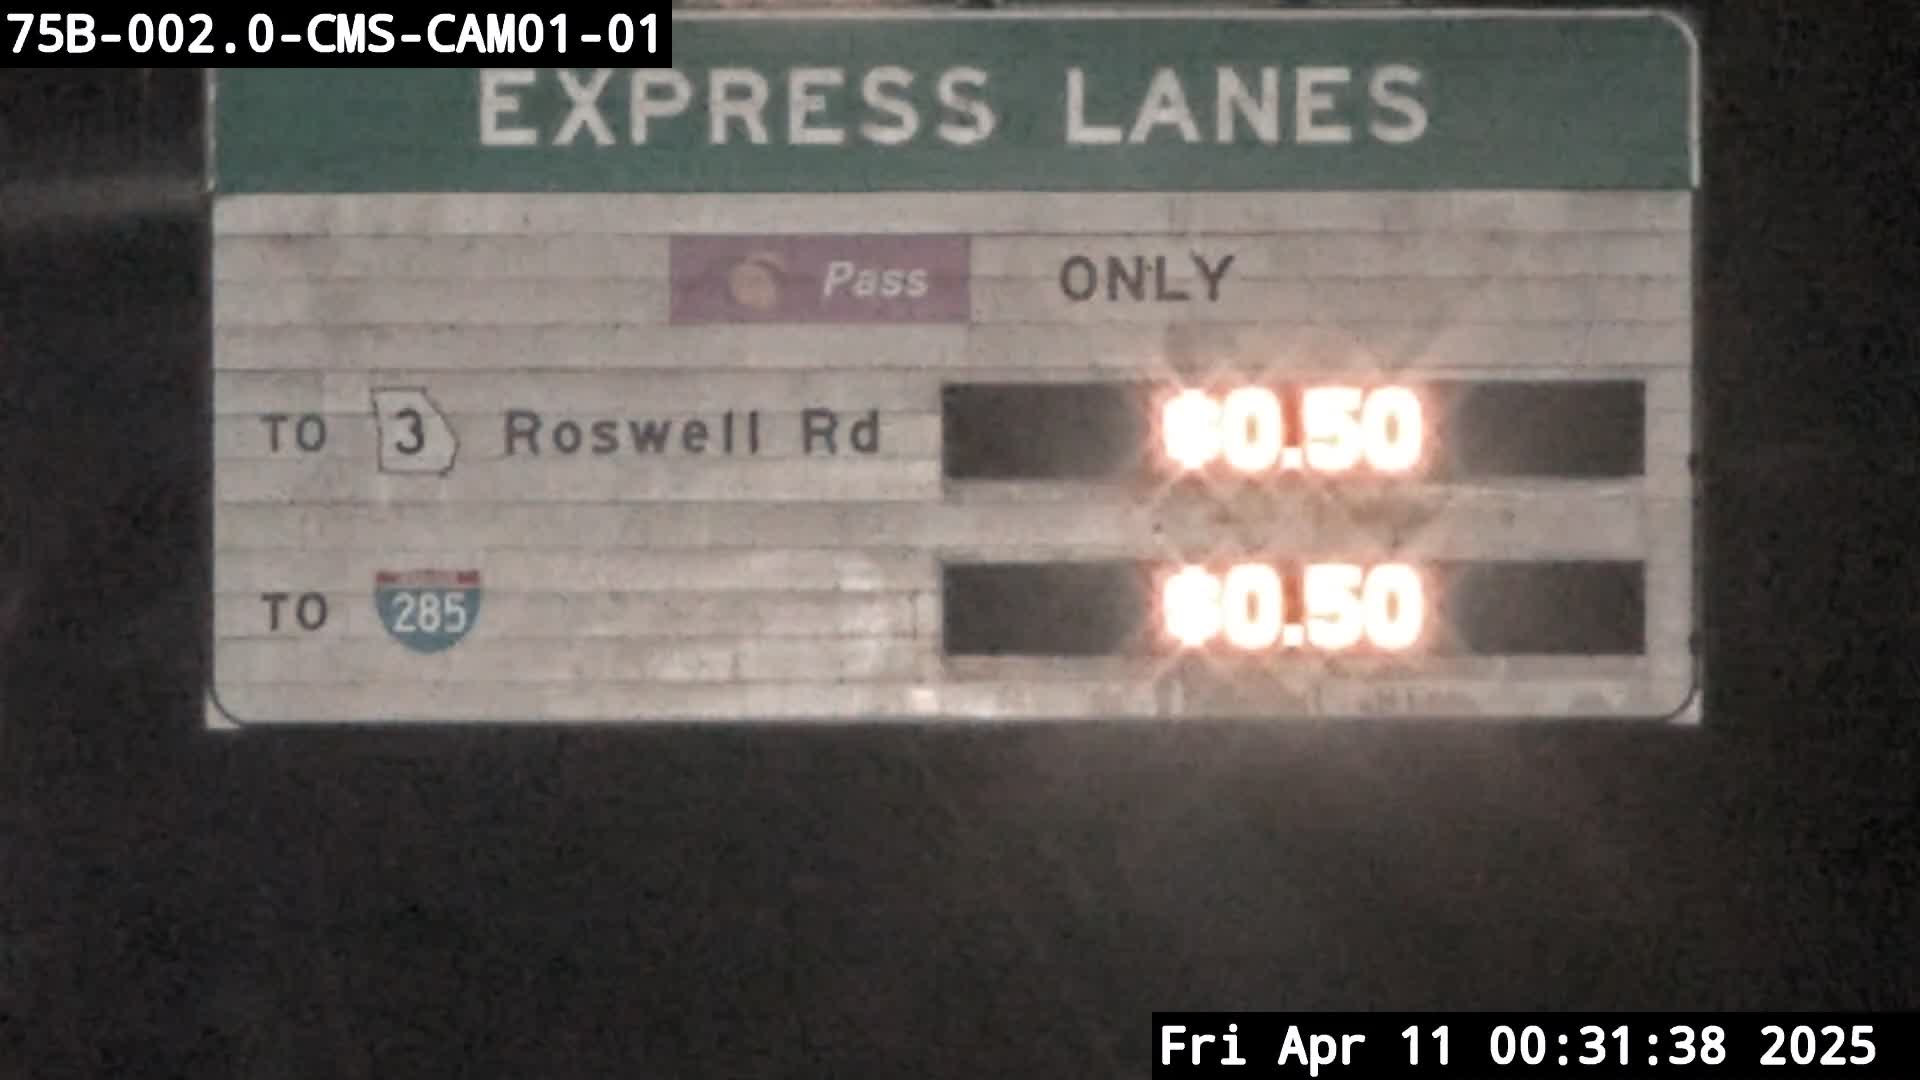 75B-002.0-CMS-CAM01-01
EXPRESS LANES
Pass ONLY
TO 3 Roswell Rd $0.50
TO 285 $0.50
Fri Apr 11 00:31:38 2025